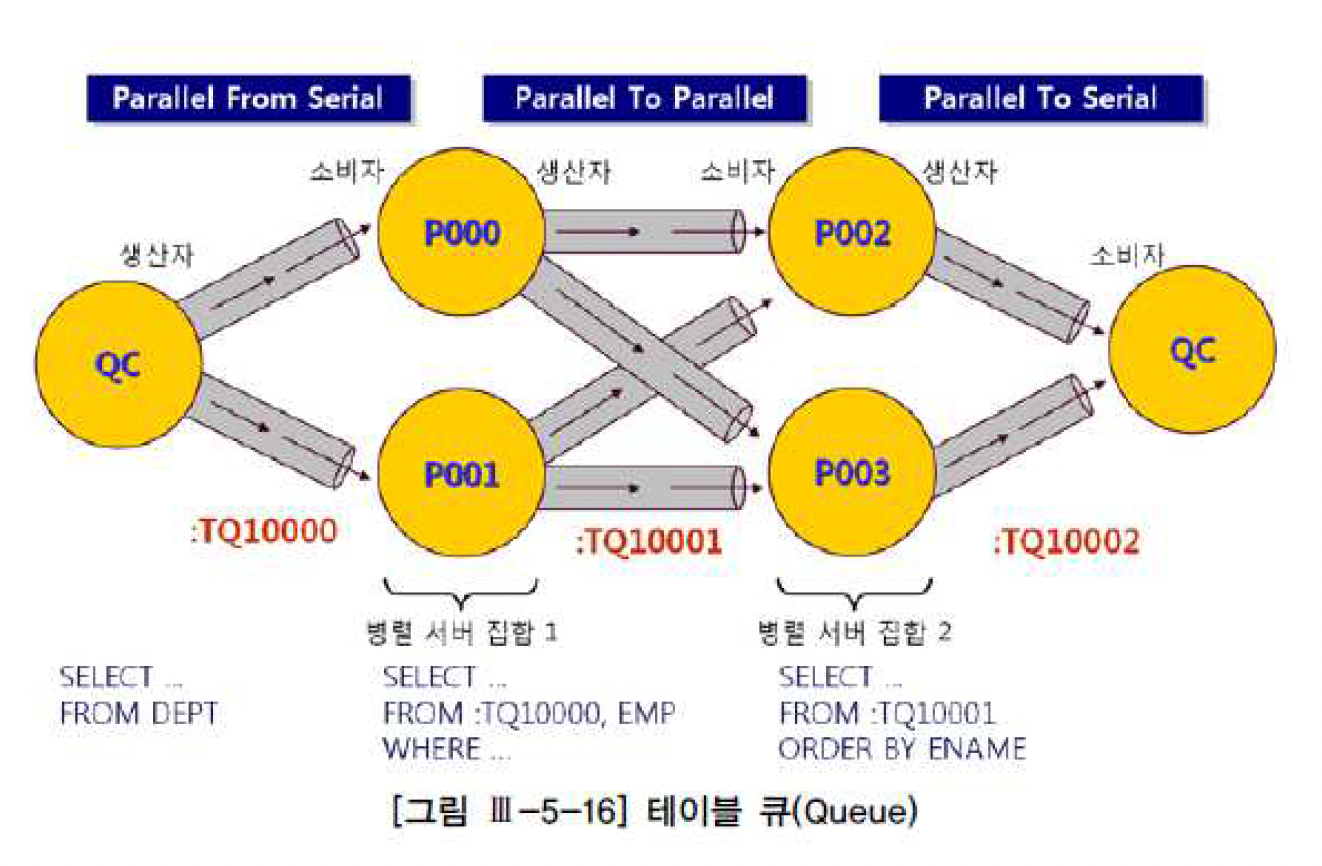 Parallel From Serial
Parallel To Parallel
Parallel To Serial
소비자
생산자
소비자
생산자
P000
P002
생산자
소비자
QC
QC
P001
P003
:TQ10000
:TQ10001
:TQ10002
병렬 서버 집합 1
병렬 서버 집합 2
SELECT ...
FROM DEPT
SELECT ...
FROM :TQ10000, EMP
WHERE ...
SELECT ...
FROM :TQ10001
ORDER BY ENAME
[그림 Ⅲ-5-16] 테이블 큐(Queue)